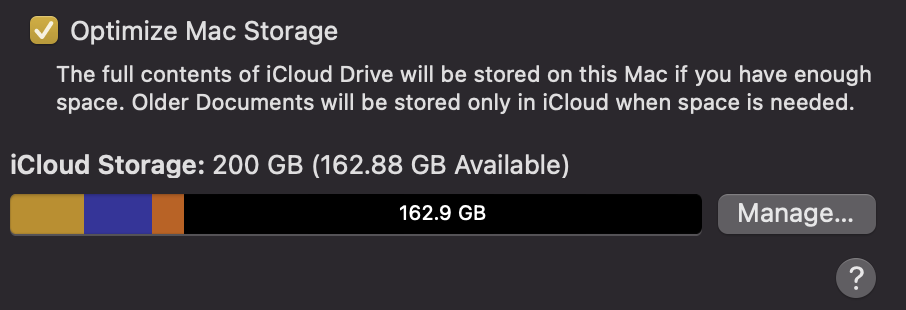 Optimize Mac Storage
The full contents of iCloud Drive will be stored on this Mac if you have enough
space. Older Documents will be stored only in iCloud when space is needed.
iCloud Storage: 200 GB (162.88 GB Available)
162.9 GB
Manage...
?